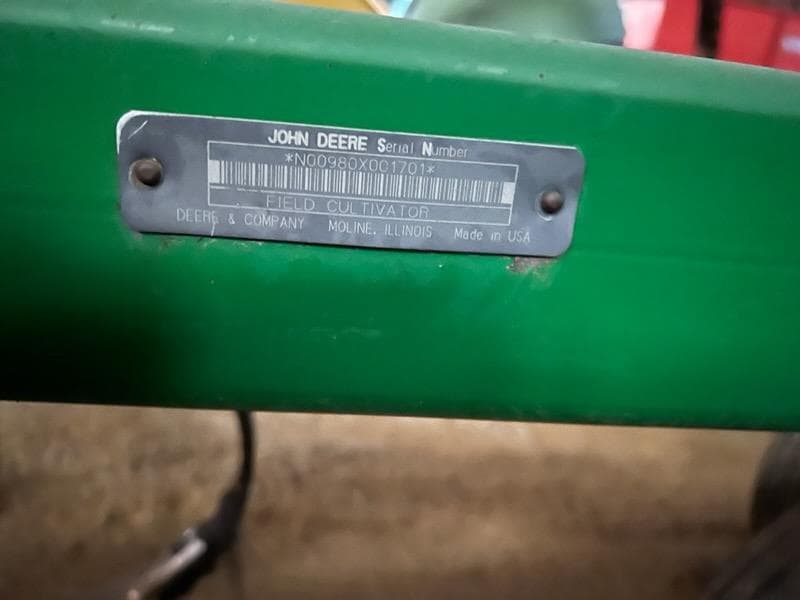 JOHN DEERE Serial Number
*N00980X001701*
FIELD CULTIVATOR
DEERE & COMPANY MOLINE, ILLINOIS Made in USA